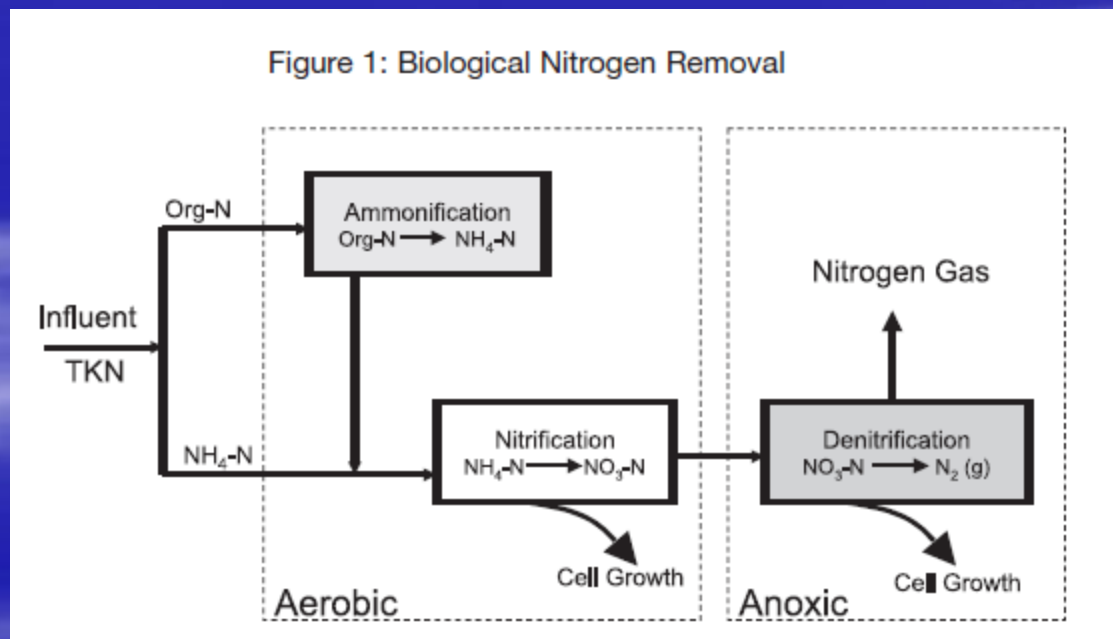 Figure 1: Biological Nitrogen Removal
Org-N
Ammonification
Org-N → NH₄-N
Nitrogen Gas
Influent
TKN
NH₄-N
Nitrification
NH₄-N → NO₃-N
Denitrification
NO₃-N → N₂ (g)
Cell Growth
Cell Growth
Aerobic
Anoxic